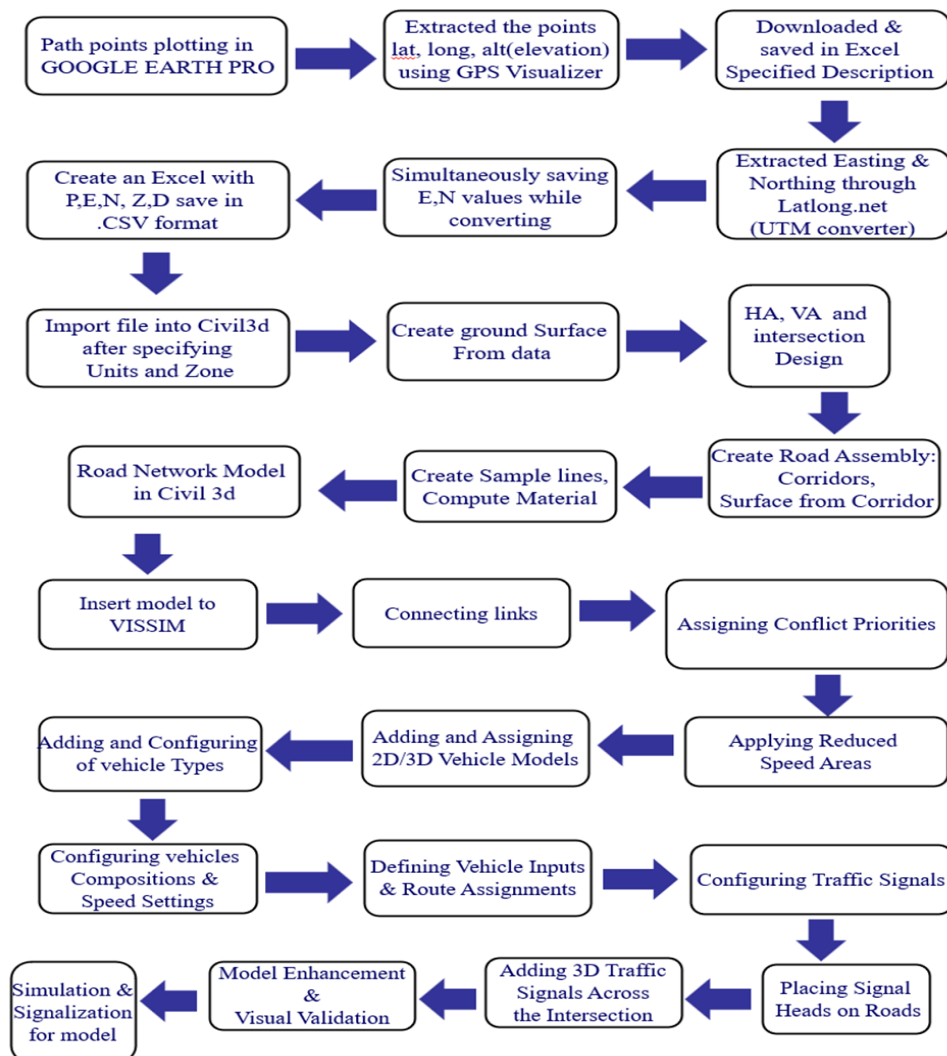 Path points plotting in
GOOGLE EARTH PRO
Extracted the points
lat, long, alt(elevation)
using GPS Visualizer
Downloaded &
saved in Excel
Specified Description
Extracted Easting &
Northing through
Latlong.net
(UTM converter)
Simultaneously saving
E,N values while
converting
Create an Excel with
P,E,N, Z,D save in
.CSV format
Import file into Civil3d
after specifying
Units and Zone
Create ground Surface
From data
HA, VA and
intersection
Design
Create Road Assembly:
Corridors,
Surface from Corridor
Create Sample lines,
Compute Material
Road Network Model
in Civil 3d
Insert model to
VISSIM
Connecting links
Assigning Conflict Priorities
Applying Reduced
Speed Areas
Adding and Assigning
2D/3D Vehicle Models
Adding and Configuring
of vehicle Types
Configuring vehicles
Compositions &
Speed Settings
Defining Vehicle Inputs
& Route Assignments
Configuring Traffic Signals
Placing Signal
Heads on Roads
Adding 3D Traffic
Signals Across
the Intersection
Model Enhancement
&
Visual Validation
Simulation &
Signalization
for model